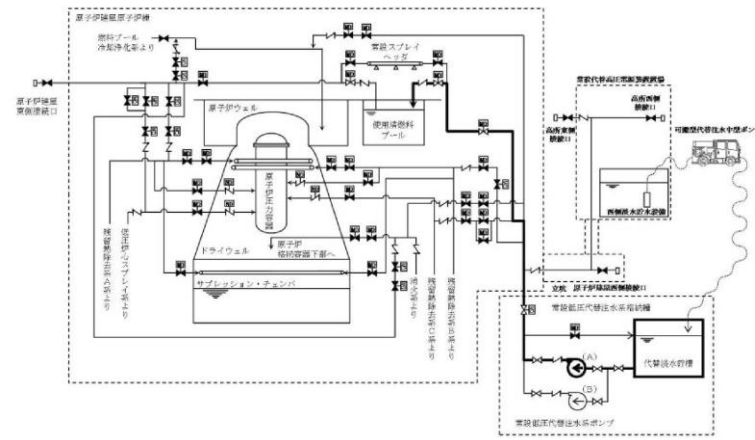 原子炉建屋原子炉棟
燃料プール
冷却浄化系より
常設スプレイ
ヘッダ
原子炉建屋
東側接続口
原子炉ウェル
使用済燃料
プール
常設代替高圧電源装置置場
高所西側
接続口
高所東側
接続口
可搬型代替注水中型ポンプ
西側淡水貯水設備
原子炉圧力容器
ドライウェル
原子炉
格納容器下部へ
サプレッション・チェンバ
残留熱除去系A系より
低圧炉心スプレイ系より
消火系より
残留熱除去系C系より
残留熱除去系B系より
立坑
原子炉建屋西側接続口
常設低圧代替注水系格納槽
(A)
代替淡水貯槽
(B)
常設低圧代替注水系ポンプ